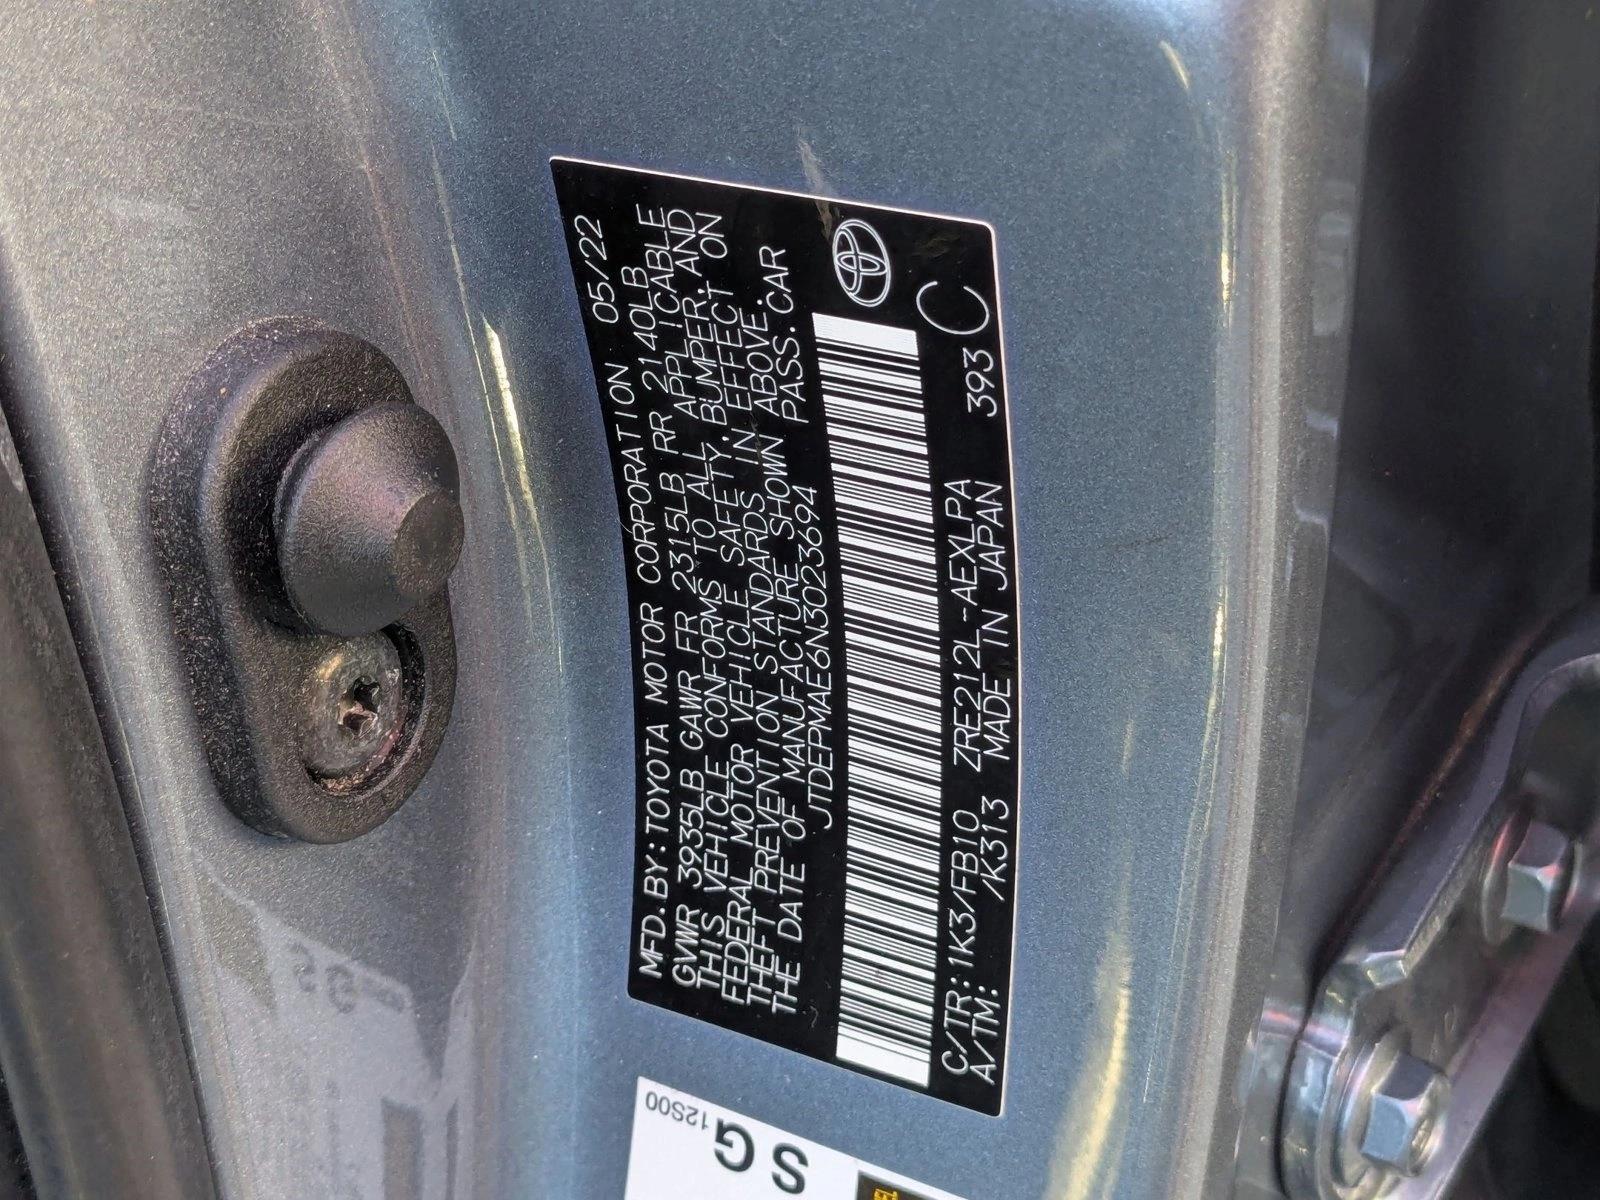 MFD.BY:TOYOTA MOTOR CORPORATION 05/22
GVWR 3935LB GAWR FR 2315LB RR 2140LB
THIS VEHICLE CONFORMS TO ALL APPLICABLE
FEDERAL MOTOR VEHICLE SAFETY, BUMPER, AND
THEFT PREVENTION STANDARDS IN EFFECT ON
THE DATE OF MANUFACTURE SHOWN ABOVE.
JTDEPMAE6N3023694 PASS.CAR
C/TR:1K3/FB10 ZRE212L-AEXLPA 393 C
A/TM: /K313 MADE IN JAPAN
12S00
SG